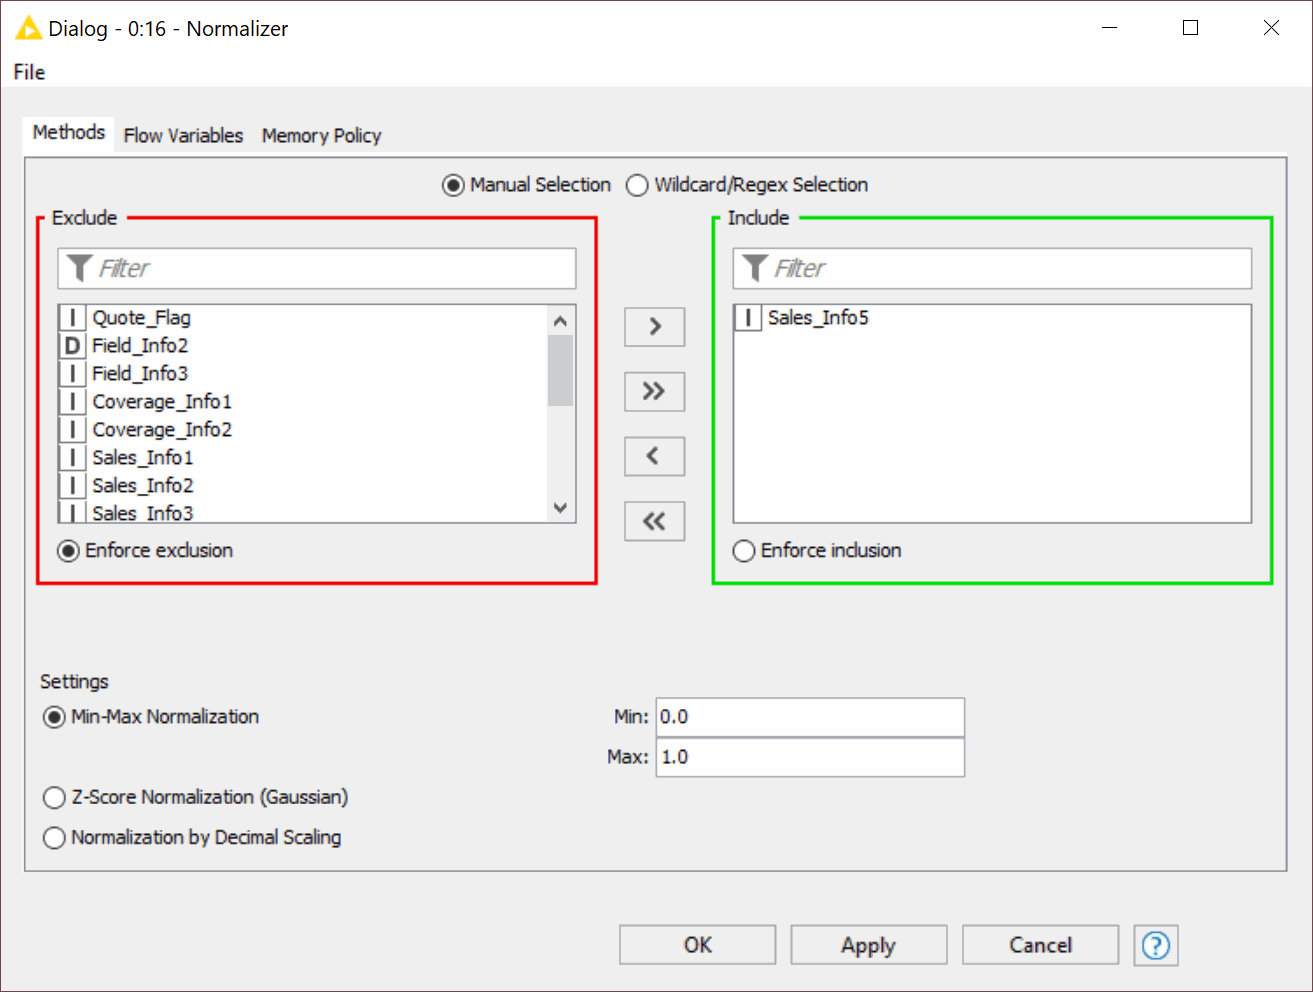 Dialog - 0:16 - Normalizer
File
Methods Flow Variables Memory Policy
Manual Selection Wildcard/Regex Selection
Exclude
Filter
I Quote_Flag
D Field_Info2
I Field_Info3
I Coverage_Info1
I Coverage_Info2
I Sales_Info1
I Sales_Info2
I Sales_Info3
Enforce exclusion
>
>>
<
<<
Include
Filter
I Sales_Info5
Enforce inclusion
Settings
Min-Max Normalization
Min: 0.0
Max: 1.0
Z-Score Normalization (Gaussian)
Normalization by Decimal Scaling
OK Apply Cancel ?